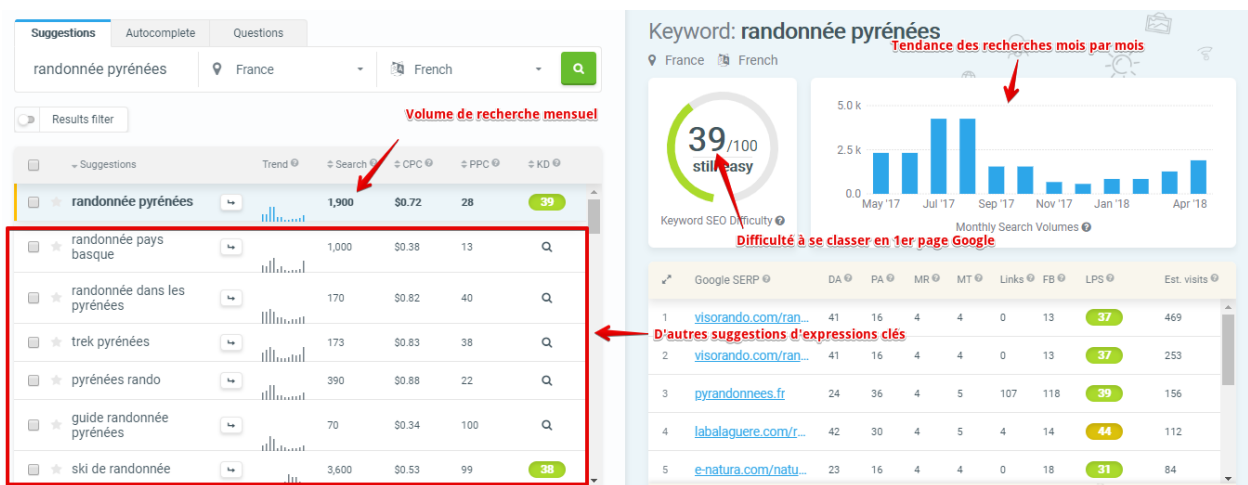 Suggestions Autocomplete Questions
randonnée pyrénées France French
Results filter
Volume de recherche mensuel
Suggestions Trend Search CPC PPC KD
randonnée pyrénées 1,900 $0.72 28 39
randonnée pays
basque 1,000 $0.38 13
randonnée dans les
pyrénées 170 $0.82 40
trek pyrénées 173 $0.83 38
pyrénées rando 390 $0.88 22
guide randonnée
pyrénées 70 $0.34 100
ski de randonnée 3,600 $0.53 99 38
Keyword: randonnée pyrénées
Tendance des recherches mois par mois
France French
39/100
still easy
Keyword SEO Difficulty
5.0 k
2.5 k
0.0
May '17 Jul '17 Sep '17 Nov '17 Jan '18 Apr '18
Monthly Search Volumes
Difficulté à se classer en 1er page Google
Google SERP DA PA MR MT Links FB LPS Est. visits
1 visorando.com/ran... 41 16 4 4 0 13 37 469
D'autres suggestions d'expressions clés
2 visorando.com/ran... 41 16 4 4 0 13 37 253
3 pyrandonnees.fr 24 36 4 5 107 118 39 156
4 labalaguere.com/r... 42 30 4 5 4 14 44 112
5 e-natura.com/natu... 23 16 4 4 0 18 31 84